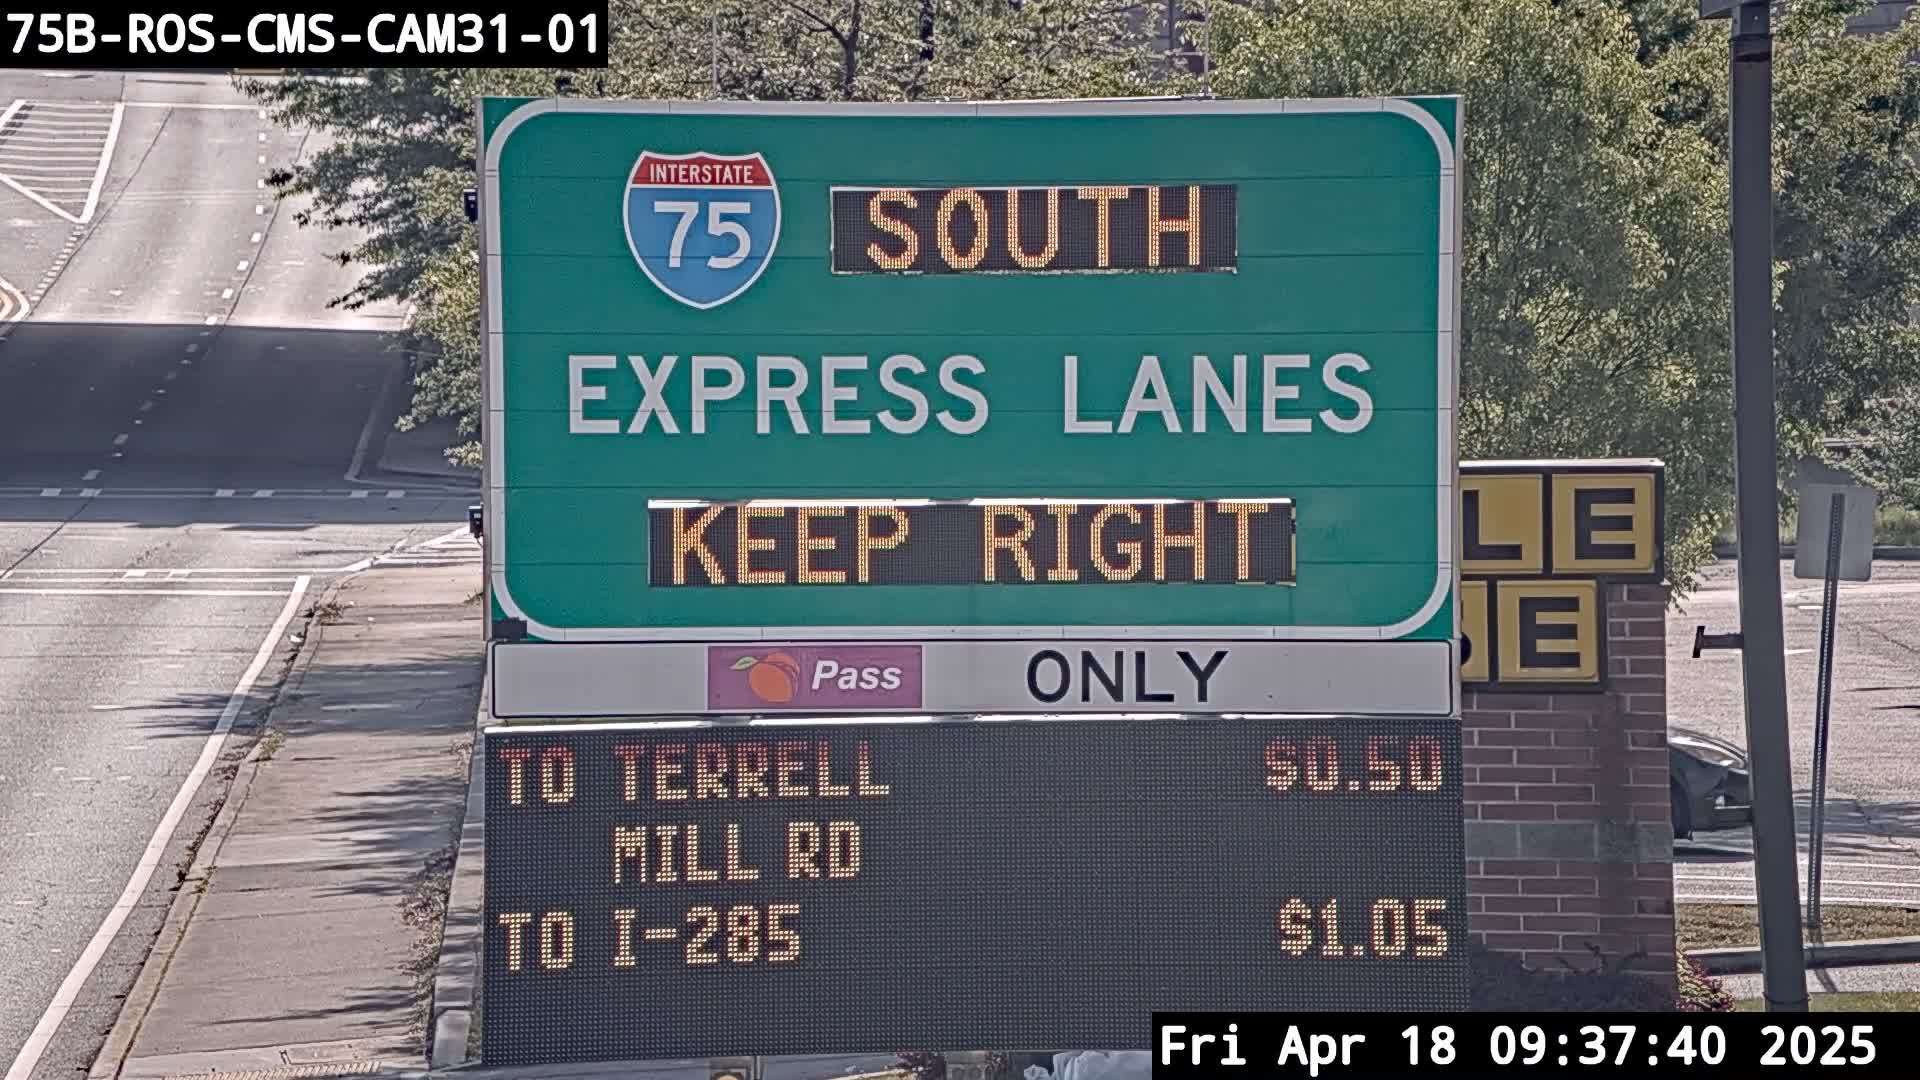 75B-ROS-CMS-CAM31-01
INTERSTATE
75
SOUTH
EXPRESS LANES
KEEP RIGHT
LE
E
Pass ONLY
TO TERRELL $0.50
MILL RD
TO I-285 $1.05
Fri Apr 18 09:37:40 2025